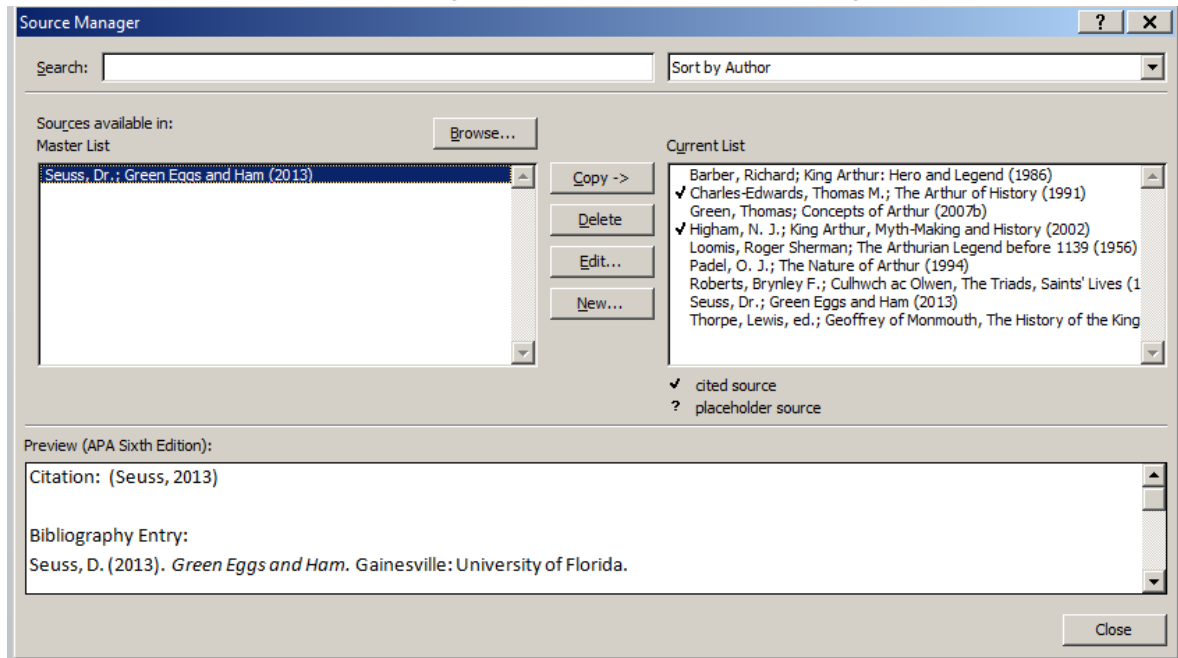 Source Manager
Search:
Sort by Author
Sources available in:
Master List
Browse...
Current List
Seuss, Dr.; Green Eggs and Ham (2013)
Copy ->
Delete
Edit...
New...
Barber, Richard; King Arthur: Hero and Legend (1986)
✓ Charles-Edwards, Thomas M.; The Arthur of History (1991)
Green, Thomas; Concepts of Arthur (2007b)
✓ Higham, N. J.; King Arthur, Myth-Making and History (2002)
Loomis, Roger Sherman; The Arthurian Legend before 1139 (1956)
Padel, O. J.; The Nature of Arthur (1994)
Roberts, Brynley F.; Culhwch ac Olwen, The Triads, Saints' Lives (1
Seuss, Dr.; Green Eggs and Ham (2013)
Thorpe, Lewis, ed.; Geoffrey of Monmouth, The History of the King
✓ cited source
? placeholder source
Preview (APA Sixth Edition):
Citation: (Seuss, 2013)
Bibliography Entry:
Seuss, D. (2013). Green Eggs and Ham. Gainesville: University of Florida.
Close